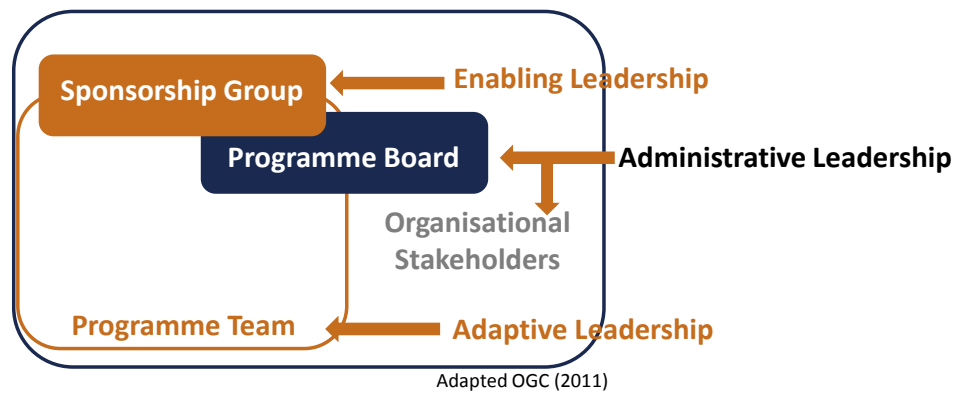 Sponsorship Group
Enabling Leadership
Programme Board
Administrative Leadership
Organisational
Stakeholders
Programme Team
Adaptive Leadership
Adapted OGC (2011)